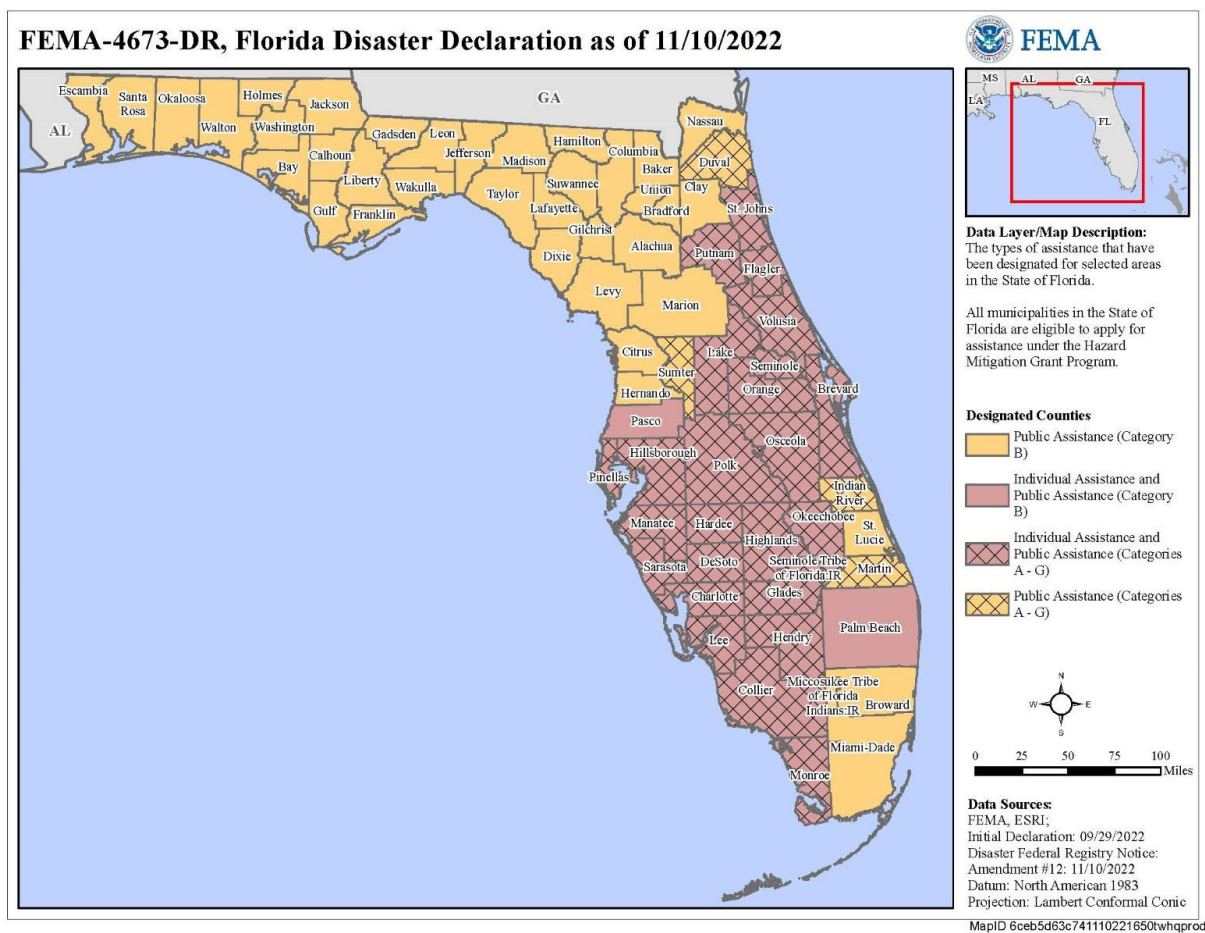 FEMA-4673-DR, Florida Disaster Declaration as of 11/10/2022
FEMA
Escambia
Santa
Rosa
Okaloosa
Walton
Holmes
Washington
Jackson
Bay
Calhoun
Gulf
Liberty
Franklin
Gadsden
Leon
Wakulla
Jefferson
Madison
Taylor
Hamilton
Suwannee
Lafayette
Dixie
Columbia
Gilchrist
Baker
Union
Bradford
Alachua
Levy
Marion
Nassau
Duval
Clay
St. Johns
Putnam
Flagler
Volusia
Citrus
Sumter
Hernando
Lake
Seminole
Orange
Brevard
Pasco
Hillsborough
Pinellas
Polk
Osceola
Indian
River
Okeechobee
St.
Lucie
Manatee
Hardee
Highlands
Sarasota
DeSoto
Seminole Tribe
of Florida:IR
Martin
Charlotte
Glades
Lee
Hendry
Palm Beach
Collier
Miccosukee Tribe
of Florida
Indians:IR
Broward
Miami-Dade
Monroe
AL
GA
MS
AL
GA
LA
FL
Data Layer/Map Description:
The types of assistance that have
been designated for selected areas
in the State of Florida.
All municipalities in the State of
Florida are eligible to apply for
assistance under the Hazard
Mitigation Grant Program.
Designated Counties
Public Assistance (Category
B)
Individual Assistance and
Public Assistance (Category
B)
Individual Assistance and
Public Assistance (Categories
A - G)
Public Assistance (Categories
A - G)
N
W
E
S
0 25 50 75 100
Miles
Data Sources:
FEMA, ESRI;
Initial Declaration: 09/29/2022
Disaster Federal Registry Notice:
Amendment #12: 11/10/2022
Datum: North American 1983
Projection: Lambert Conformal Conic
MapID 6ceb5d63c741110221650twhqprod